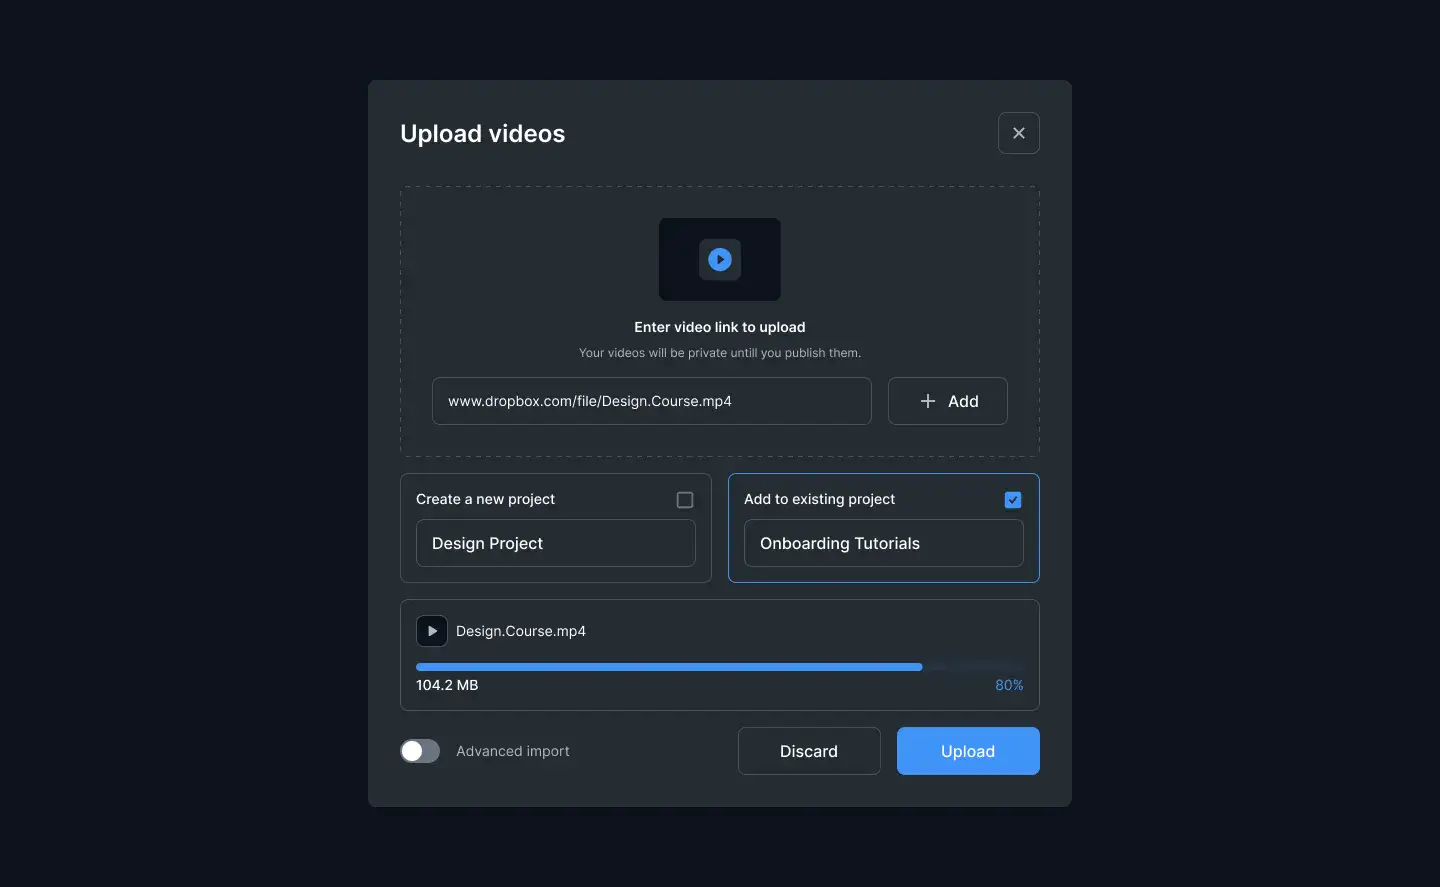 Upload videos
Enter video link to upload
Your videos will be private untill you publish them.
www.dropbox.com/file/Design.Course.mp4
Add
Create a new project
Design Project
Add to existing project
Onboarding Tutorials
Design.Course.mp4
104.2 MB
80%
Advanced import
Discard
Upload